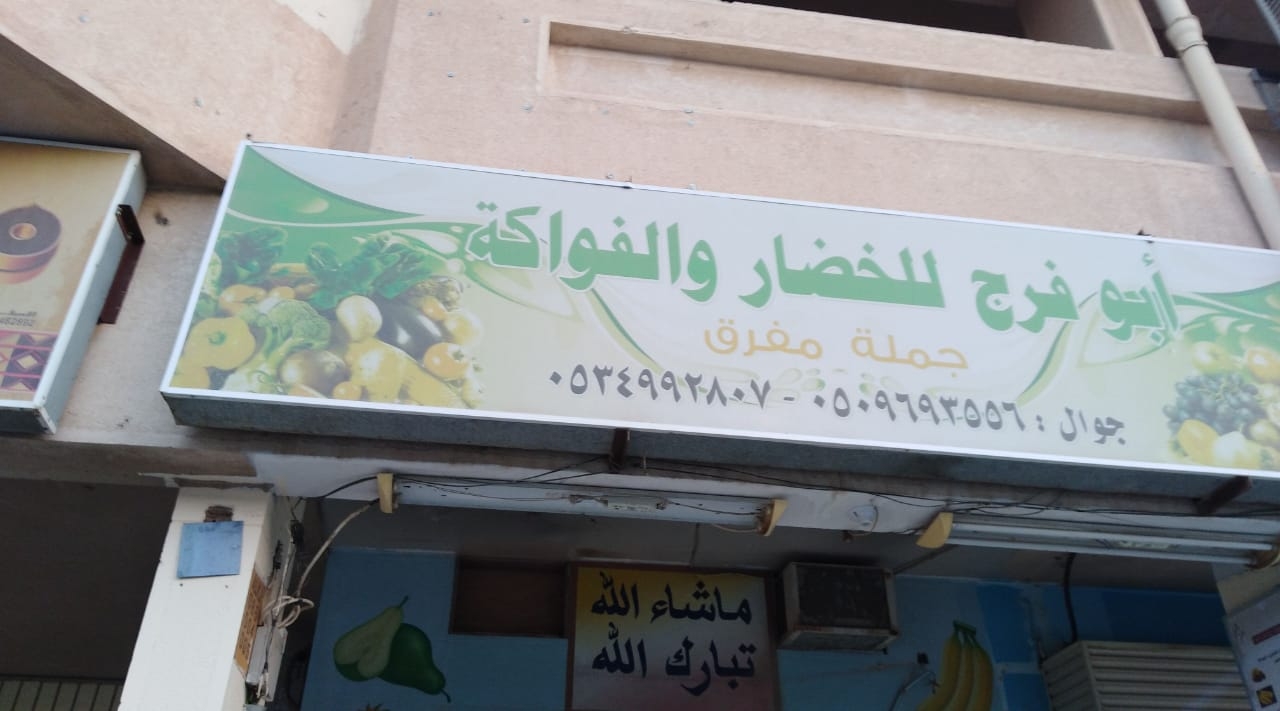 أبو فرج للخضار والفواكة
جملة مفرق
جوال : ٠٥٠٩٦٩٣٥٥٦ - ٠٥٣٤٩٩٢٨٠٧
ماشاء الله
تبارك الله